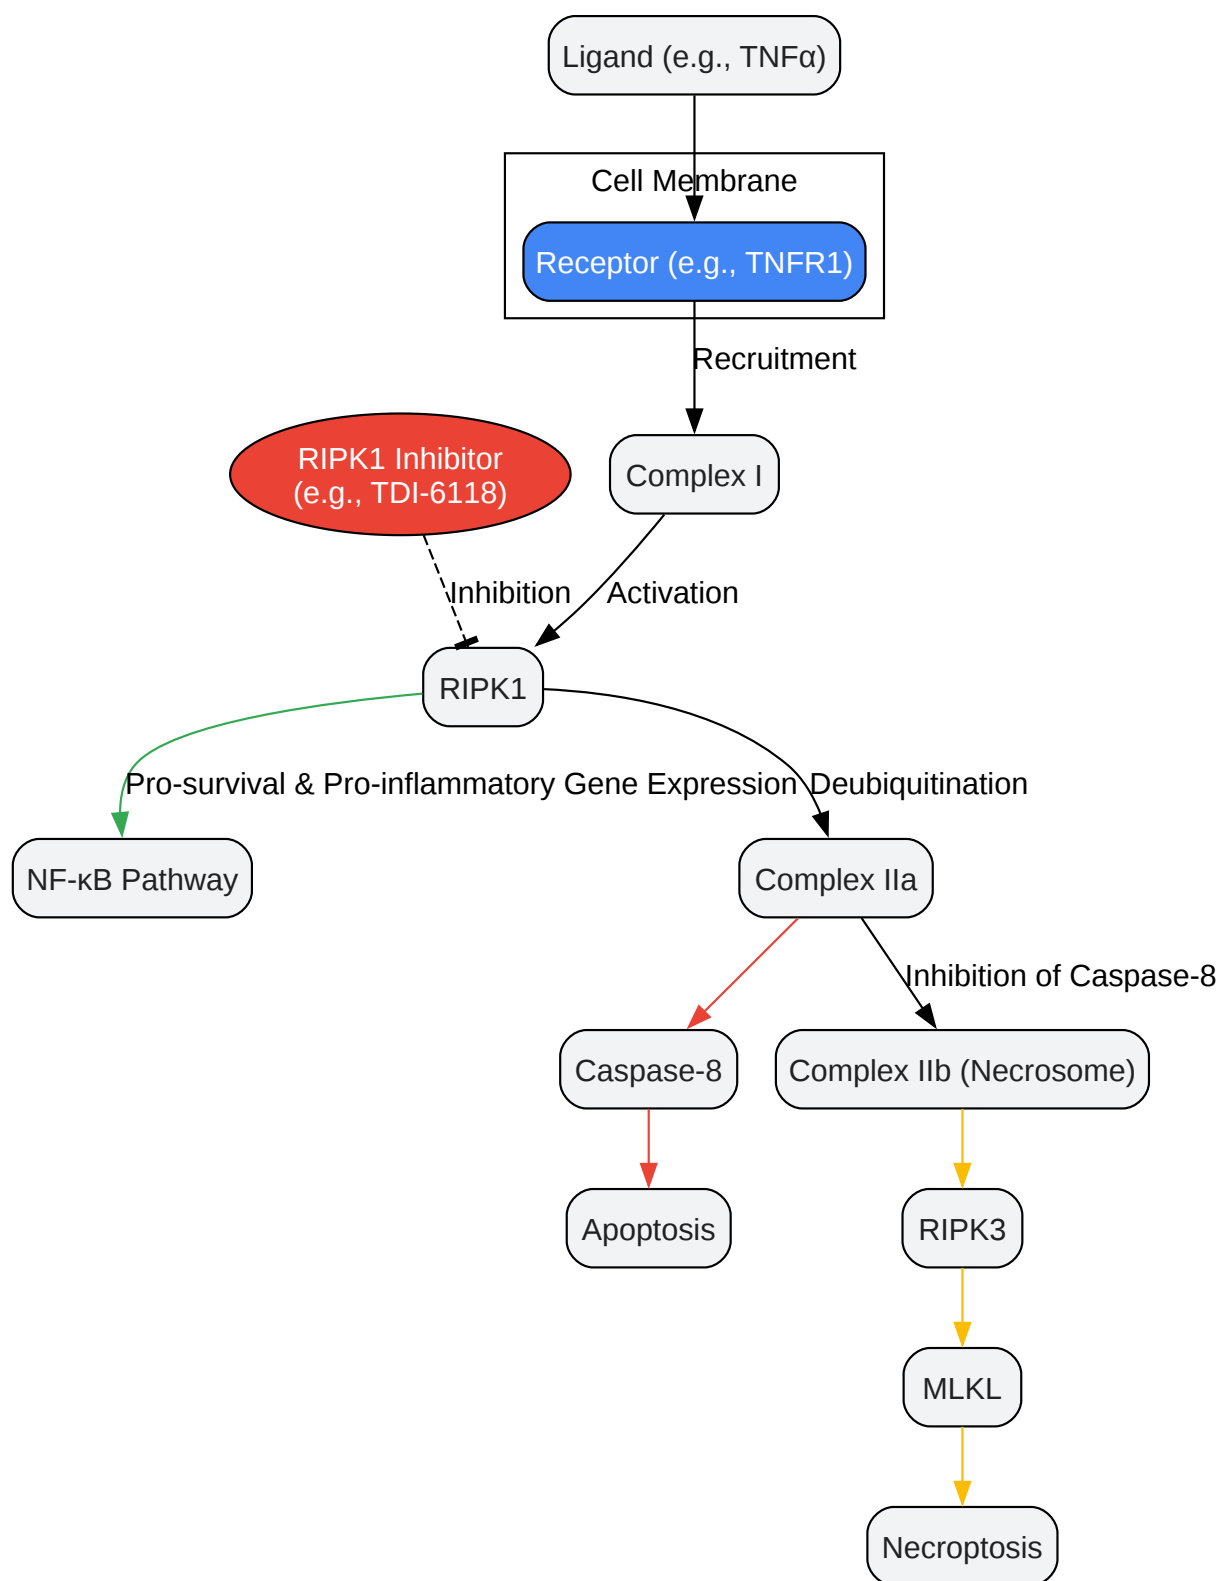 Ligand (e.g., TNFα)
Cell Membrane
Receptor (e.g., TNFR1)
Recruitment
RIPK1 Inhibitor
(e.g., TDI-6118)
Complex I
Inhibition
Activation
RIPK1
Pro-survival & Pro-inflammatory Gene Expression
Deubiquitination
NF-κB Pathway
Complex IIa
Inhibition of Caspase-8
Caspase-8
Complex IIb (Necrosome)
Apoptosis
RIPK3
MLKL
Necroptosis